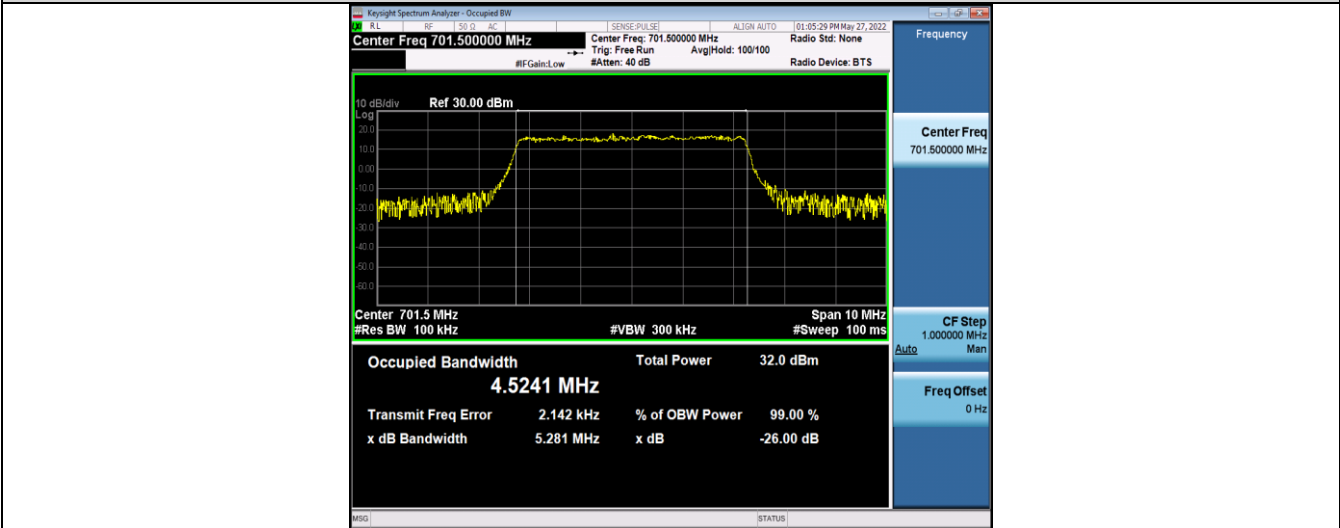 Keysight Spectrum Analyzer - Occupied BW
RL RF 50 Ω AC SENSE:PULSE ALIGN AUTO 01:05:29 PM May 27, 2022
Center Freq 701.500000 MHz
Center Freq: 701.500000 MHz Radio Std: None
Trig: Free Run Avg|Hold: 100/100
#IFGain:Low #Atten: 40 dB Radio Device: BTS
10 dB/div Ref 30.00 dBm
Log
20.0
10.0
0.00
-10.0
-20.0
-30.0
-40.0
-50.0
-60.0
Center 701.5 MHz Span 10 MHz
#Res BW 100 kHz #VBW 300 kHz #Sweep 100 ms
Occupied Bandwidth Total Power 32.0 dBm
4.5241 MHz
Transmit Freq Error 2.142 kHz % of OBW Power 99.00 %
x dB Bandwidth 5.281 MHz x dB -26.00 dB
MSG STATUS
Frequency
Center Freq
701.500000 MHz
CF Step
1.000000 MHz
Auto Man
Freq Offset
0 Hz